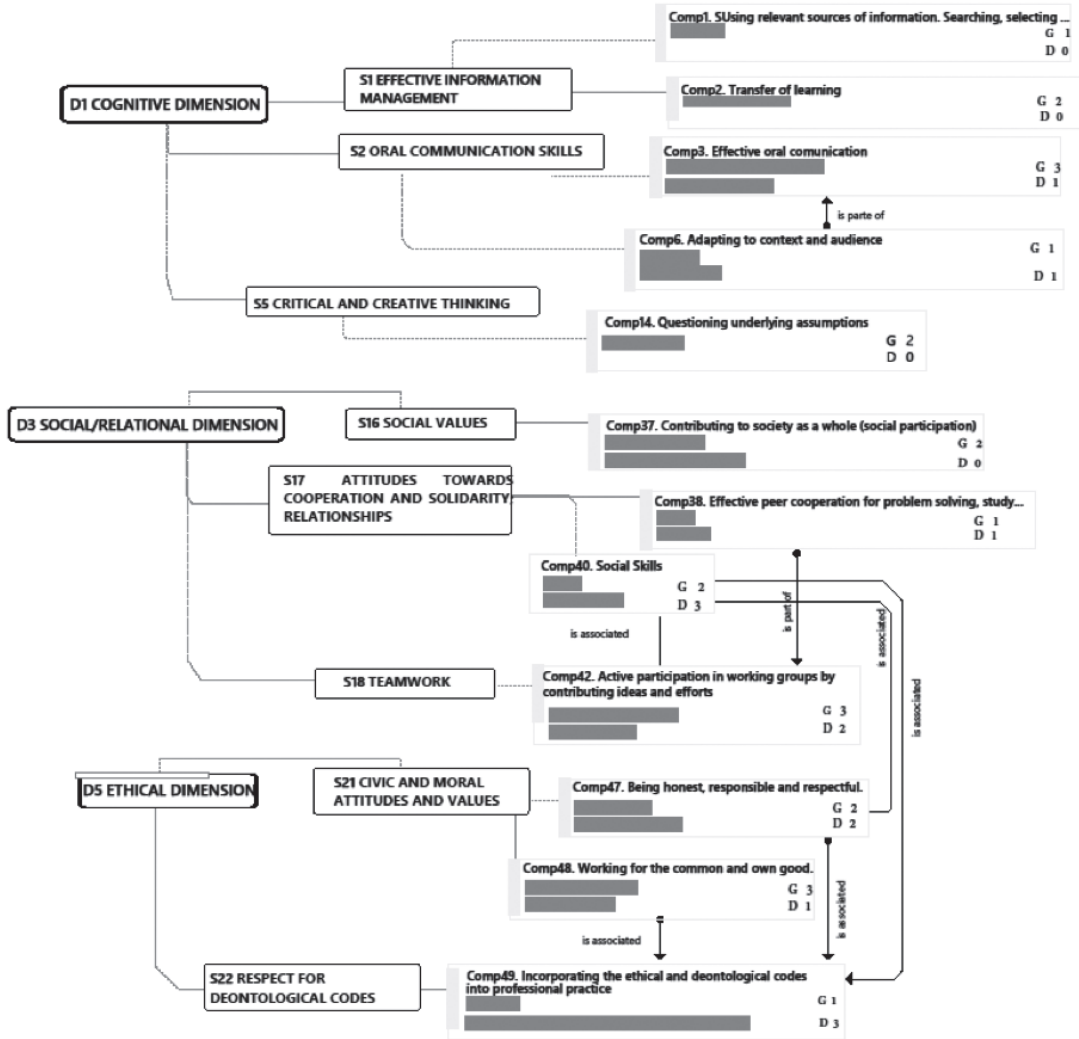 Comp1. SUsing relevant sources of information. Searching, selecting ...
G 1
D 0
S1 EFFECTIVE INFORMATION
MANAGEMENT
D1 COGNITIVE DIMENSION
Comp2. Transfer of learning
G 2
D 0
S2 ORAL COMMUNICATION SKILLS
Comp3. Effective oral comunication
G 3
D 1
is parte of
Comp6. Adapting to context and audience
G 1
D 1
S5 CRITICAL AND CREATIVE THINKING
Comp14. Questioning underlying assumptions
G 2
D 0
D3 SOCIAL/RELATIONAL DIMENSION
S16 SOCIAL VALUES
Comp37. Contributing to society as a whole (social participation)
G 2
D 0
S17 ATTITUDES TOWARDS
COOPERATION AND SOLIDARITY
RELATIONSHIPS
Comp38. Effective peer cooperation for problem solving, study....
G 1
D 1
Comp40. Social Skills
G 2
D 3
is associated
is part of
is associated
is associated
S18 TEAMWORK
Comp42. Active participation in working groups by
contributing ideas and efforts
G 3
D 2
D5 ETHICAL DIMENSION
S21 CIVIC AND MORAL
ATTITUDES AND VALUES
Comp47. Being honest, responsible and respectful.
G 2
D 2
Comp48. Working for the common and own good.
G 3
D 1
is associated
is associated
S22 RESPECT FOR
DEONTOLOGICAL CODES
Comp49. Incorporating the ethical and deontological codes
into professional practice
G 1
D 3